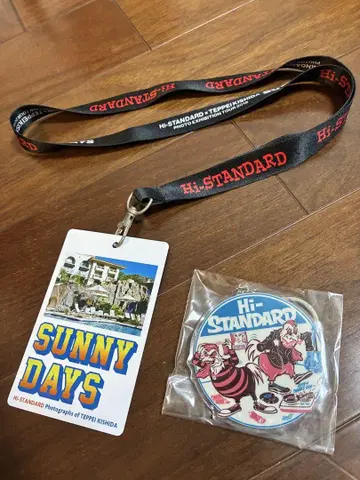 Hi-STANDARD
Hi-STANDARD × TEPPEI KISHIDA
PHOTO EXHIBITION TOUR
Hi-STANDARD
SUNNY
DAYS
Hi-STANDARD Photographs of TEPPEI KISHIDA
Hi-
STANDARD